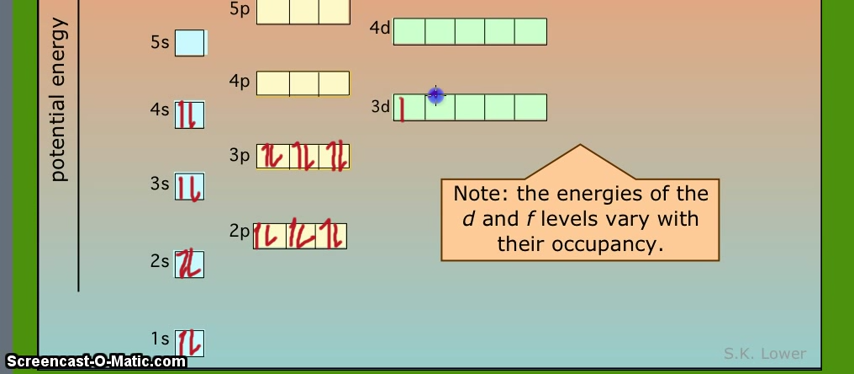 potential energy
5p
4d
5s
4p
4s
3d
3p
3s
Note: the energies of the
d and f levels vary with
their occupancy.
2p
2s
1s
S.K. Lower
Screencast-O-Matic.com